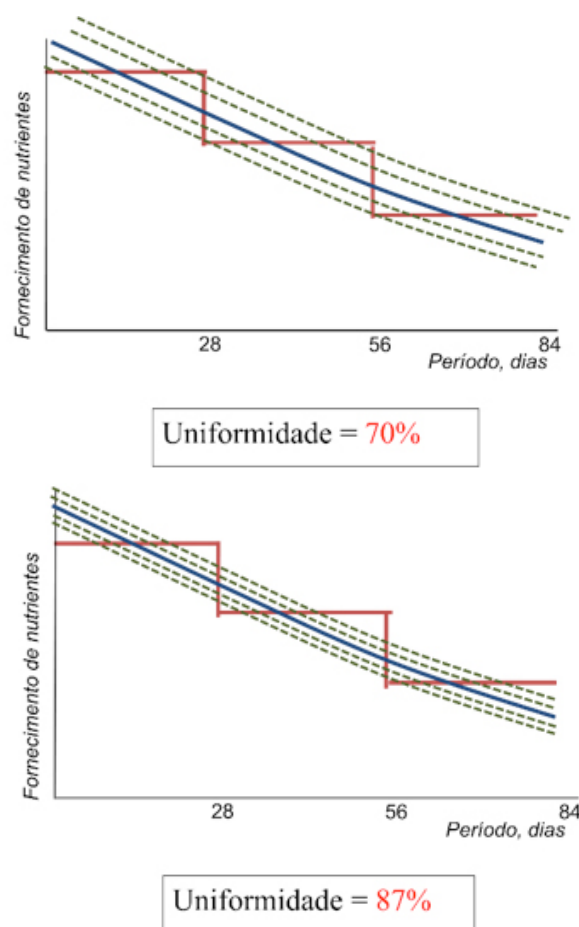 Fornecimento de nutrientes
28 56 84
Período, dias
Uniformidade = 70%
Fornecimento de nutrientes
28 56 84
Período, dias
Uniformidade = 87%